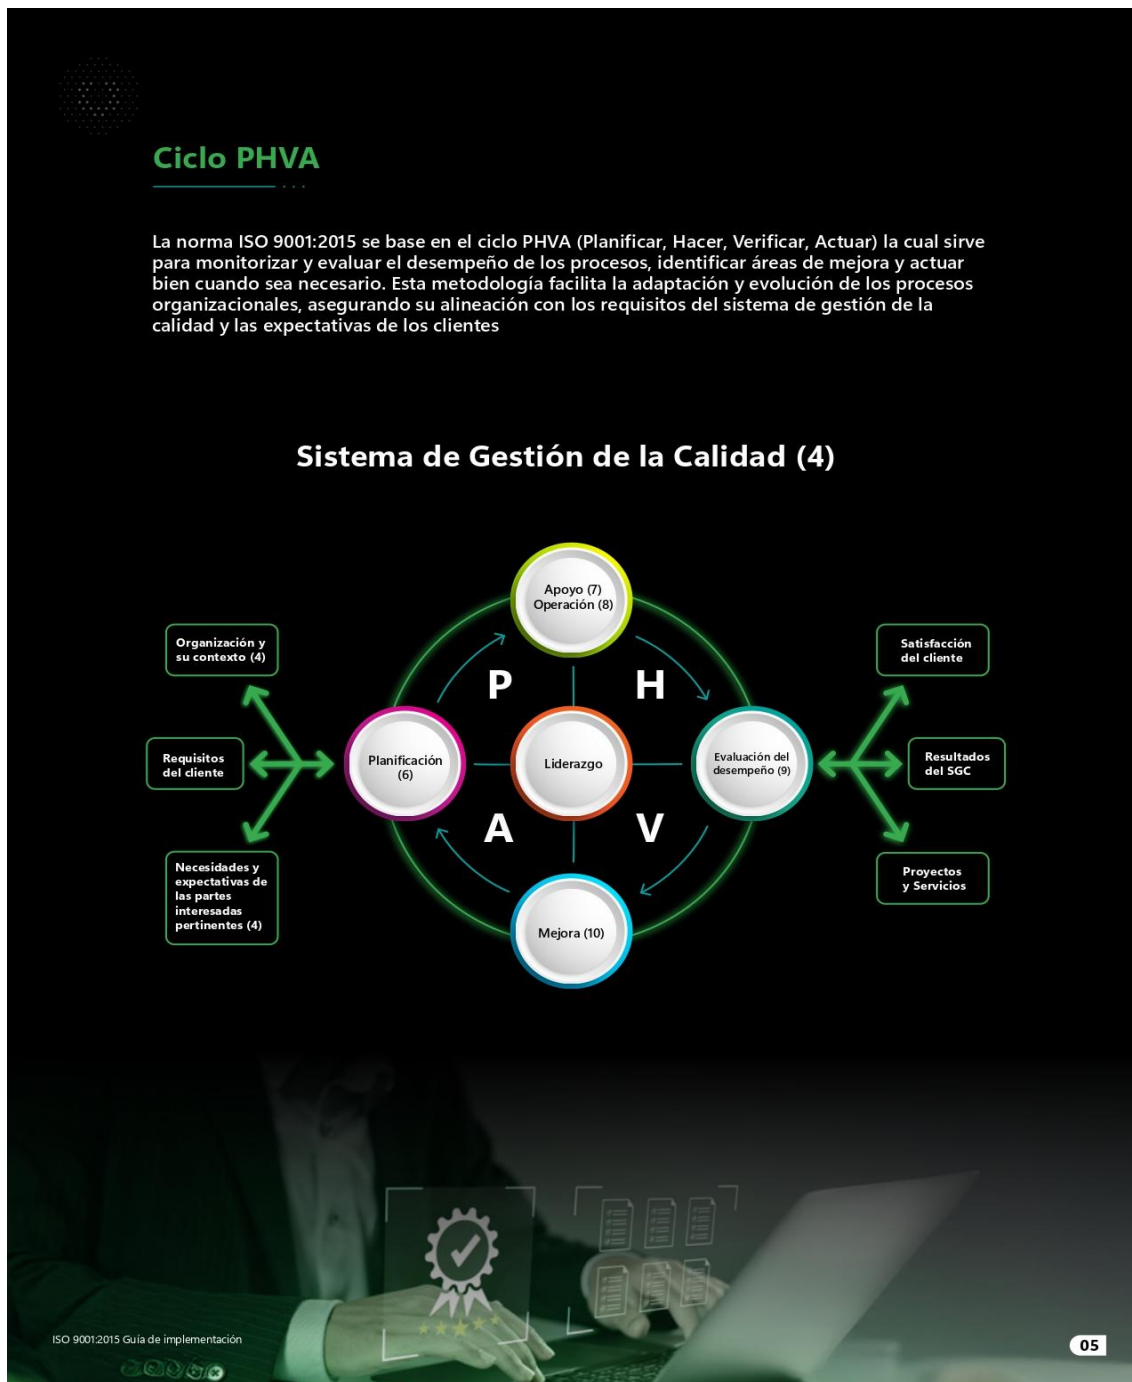 Ciclo PHVA
La norma ISO 9001:2015 se base en el ciclo PHVA (Planificar, Hacer, Verificar, Actuar) la cual sirve
para monitorizar y evaluar el desempeño de los procesos, identificar áreas de mejora y actuar
bien cuando sea necesario. Esta metodología facilita la adaptación y evolución de los procesos
organizacionales, asegurando su alineación con los requisitos del sistema de gestión de la
calidad y las expectativas de los clientes
Sistema de Gestión de la Calidad (4)
Apoyo (7)
Operación (8)
Organización y
su contexto (4)
Satisfacción
del cliente
P
H
Requisitos
del cliente
Planificación
(6)
Liderazgo
Evaluación del
desempeño (9)
Resultados
del SGC
A
V
Necesidades y
expectativas de
las partes
interesadas
pertinentes (4)
Proyectos
y Servicios
Mejora (10)
ISO 9001:2015 Guía de implementación
05